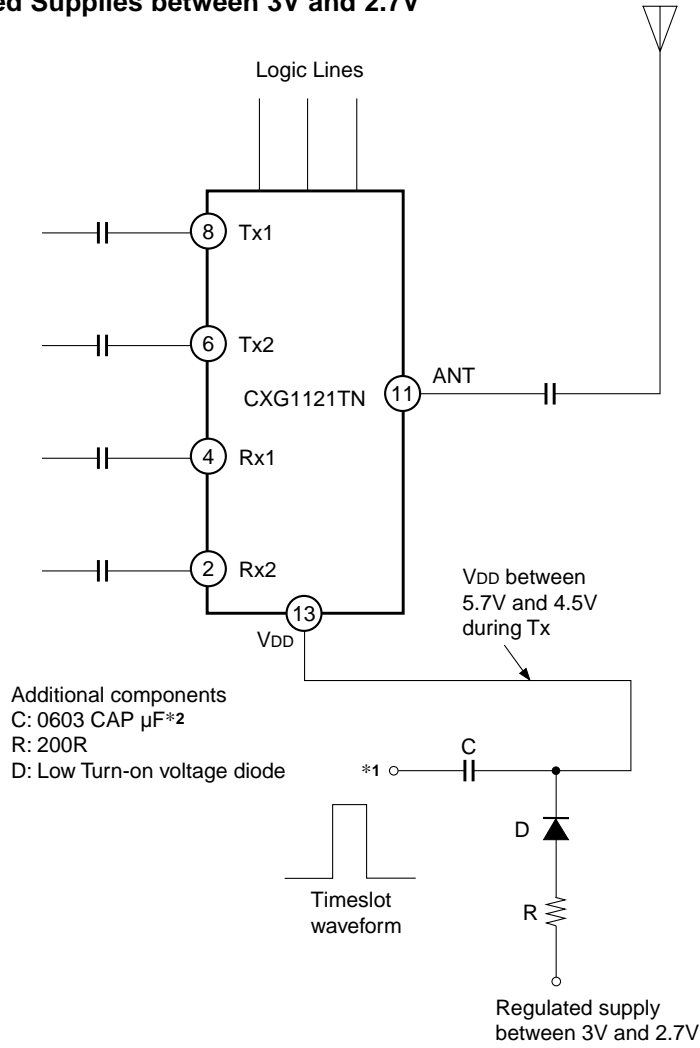 ed Supplies between 3V and 2.7V
Logic Lines
8 Tx1
6 Tx2
ANT
11
CXG1121TN
4 Rx1
2 Rx2
13
VDD
VDD between
5.7V and 4.5V
during Tx
Additional components
C: 0603 CAP µF*2
R: 200R
D: Low Turn-on voltage diode
*1
C
D
Timeslot
waveform
R
Regulated supply
between 3V and 2.7V